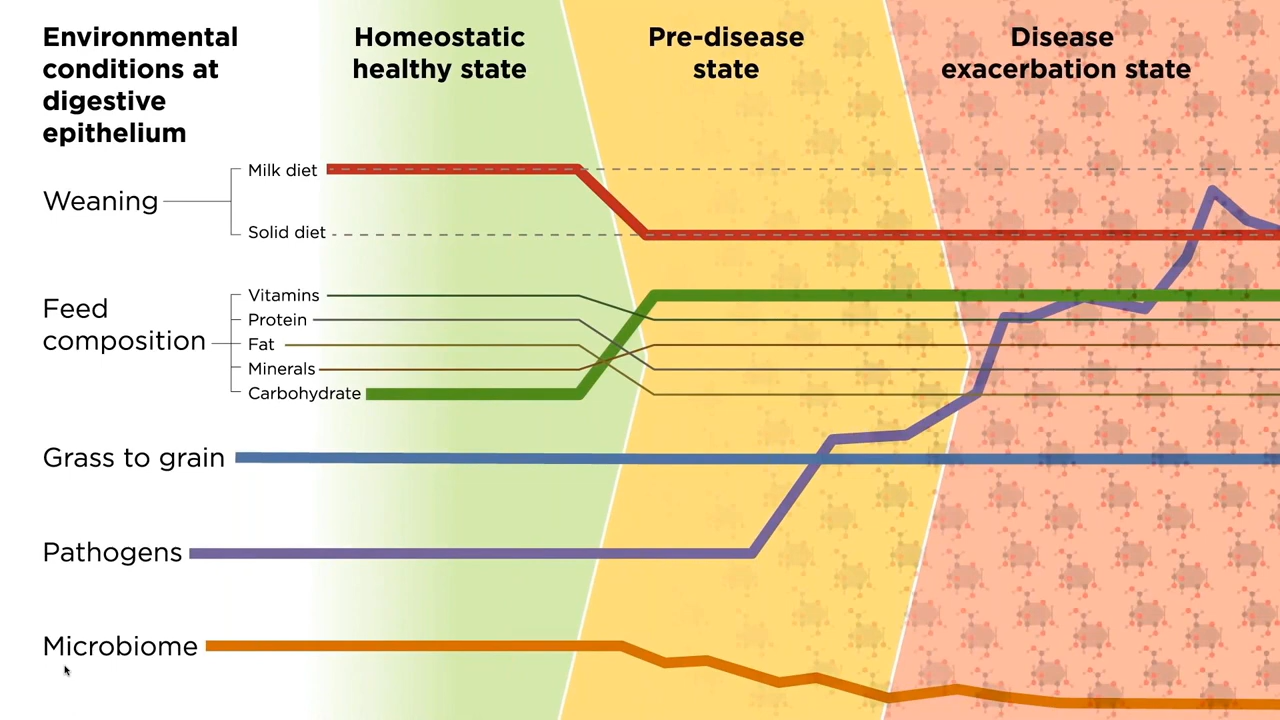 Environmental
conditions at
digestive
epithelium
Homeostatic
healthy state
Pre-disease
state
Disease
exacerbation state
Weaning
Milk diet
Solid diet
Feed
composition
Vitamins
Protein
Fat
Minerals
Carbohydrate
Grass to grain
Pathogens
Microbiome